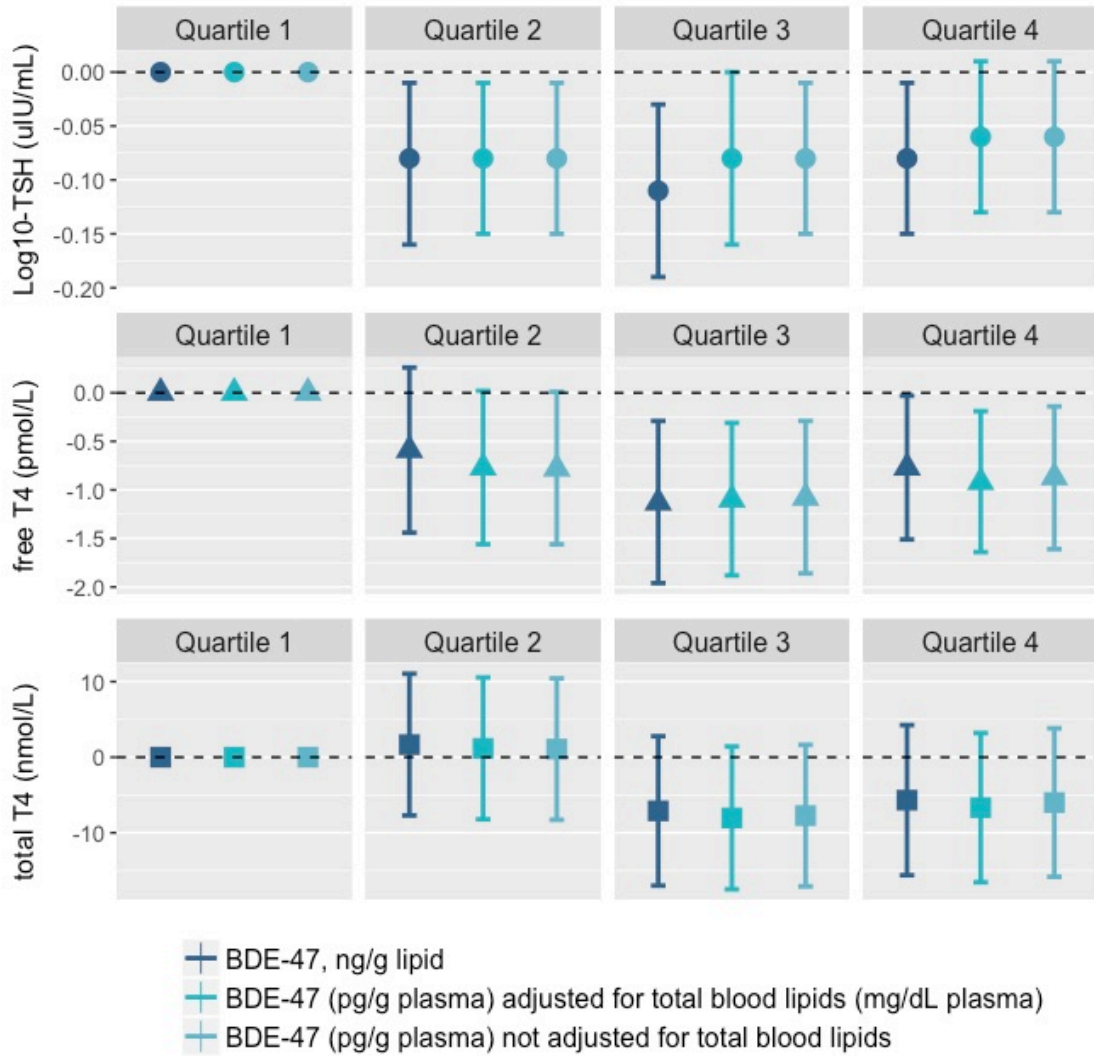 Quartile 1 Quartile 2 Quartile 3 Quartile 4
Log10-TSH (uIU/mL)
0.00
-0.05
-0.10
-0.15
-0.20
Quartile 1 Quartile 2 Quartile 3 Quartile 4
free T4 (pmol/L)
0.0
-0.5
-1.0
-1.5
-2.0
Quartile 1 Quartile 2 Quartile 3 Quartile 4
total T4 (nmol/L)
10
0
-10
BDE-47, ng/g lipid
BDE-47 (pg/g plasma) adjusted for total blood lipids (mg/dL plasma)
BDE-47 (pg/g plasma) not adjusted for total blood lipids